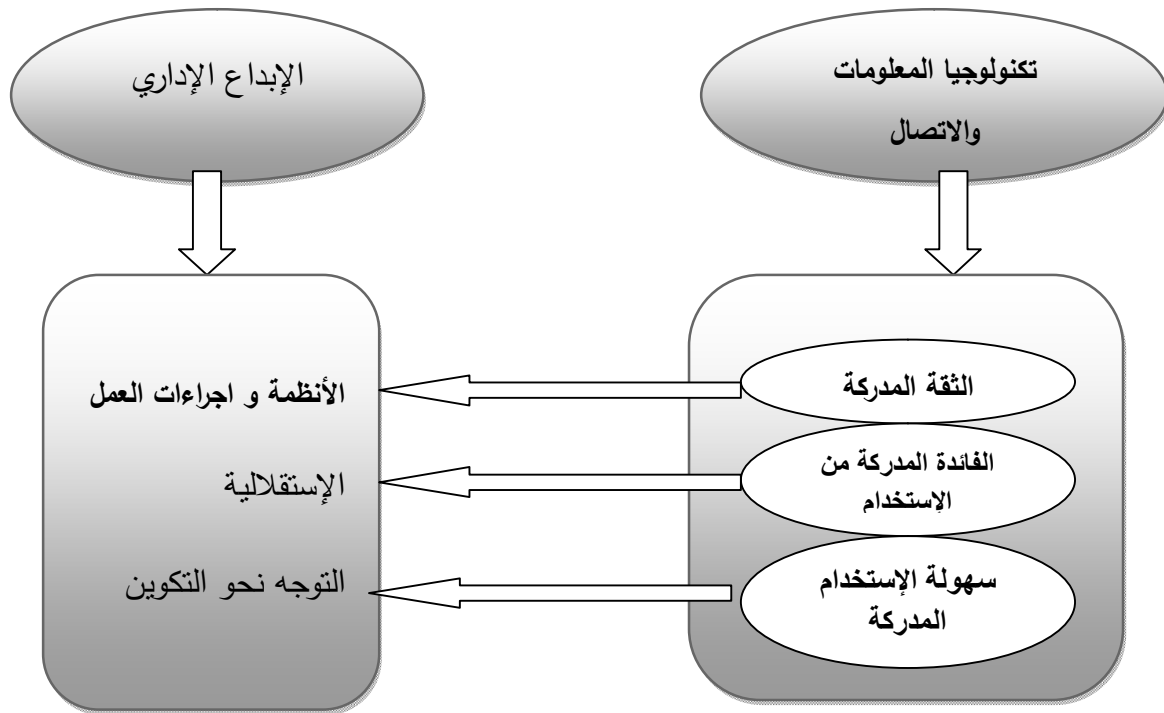 تكنولوجيا المعلومات
والاتصال
الإبداع الإداري
الثقة المدركة
الفائدة المدركة من
الإستخدام
سهولة الإستخدام
المدركة
الأنظمة و اجراءات العمل
الإستقلالية
التوجه نحو التكوين